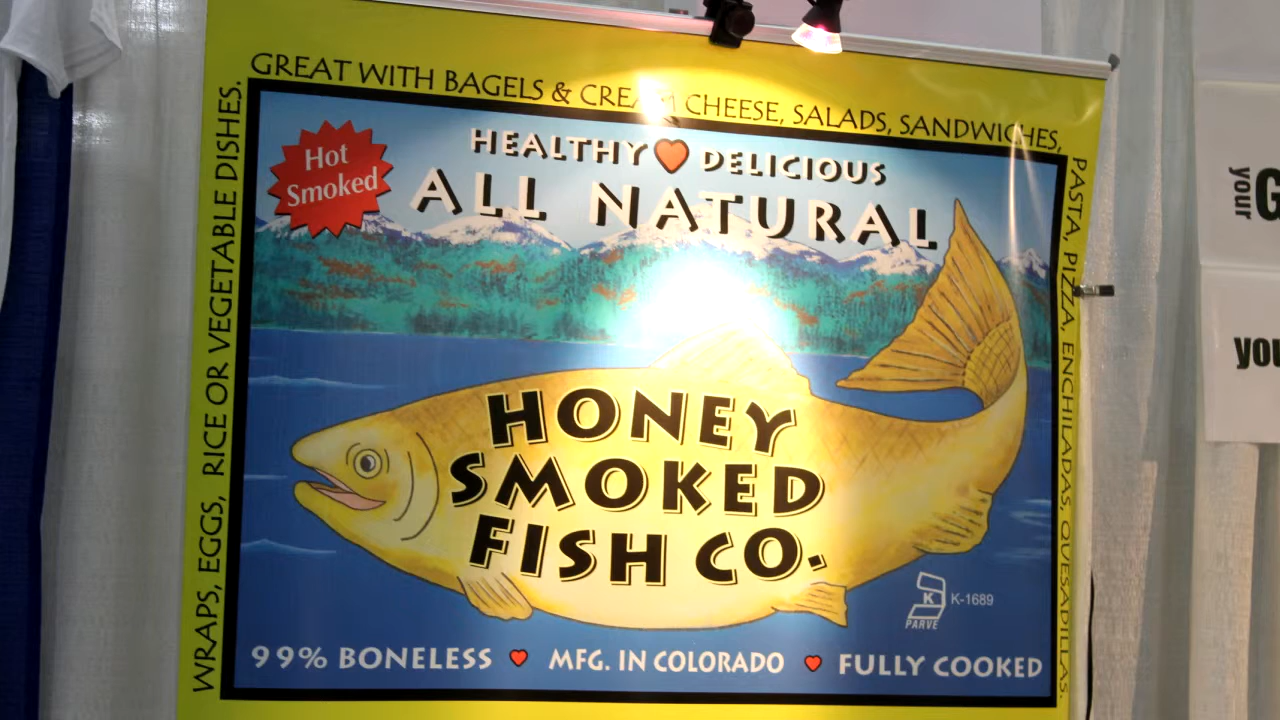 GREAT WITH BAGELS & CREAM CHEESE, SALADS, SANDWICHES,
PASTA, PIZZA, ENCHILADAS, QUESADILLAS.
WRAPS, EGGS, RICE OR VEGETABLE DISHES.
Hot
Smoked
HEALTHY DELICIOUS
ALL NATURAL
HONEY
SMOKED
FISH CO.
K
K-1689
PARVE
99% BONELESS MFG. IN COLORADO FULLY COOKED
your